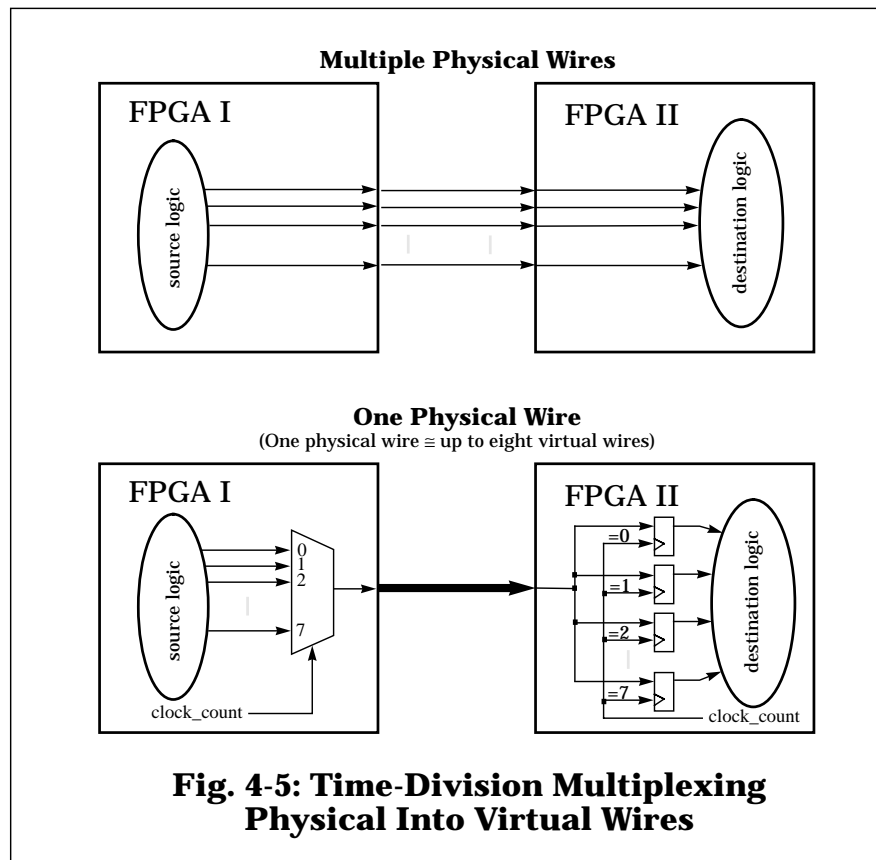 Multiple Physical Wires
FPGA I
FPGA II
source logic
destination logic
One Physical Wire
(One physical wire ≅ up to eight virtual wires)
FPGA I
FPGA II
source logic
0
1
2
7
clock_count
=0
=1
=2
=7
destination logic
clock_count
Fig. 4-5: Time-Division Multiplexing
Physical Into Virtual Wires